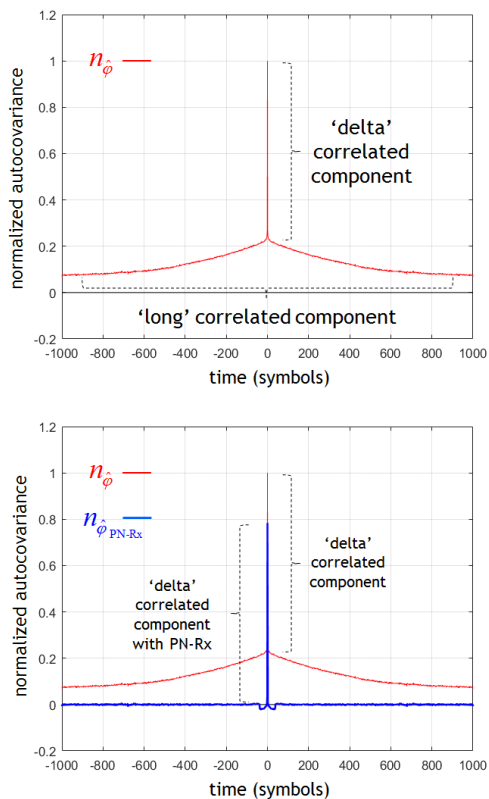 1.2
n_φ̂
1
0.8
'delta'
correlated
component
0.6
0.4
0.2
0
'long' correlated component
0.2
-1000 -800 -600 -400 -200 0 200 400 600 800 1000
time (symbols)
normalized autocovariance
1.2
n_φ̂
1
n_φ̂ PN-Rx
0.8
'delta'
correlated
component
'delta'
correlated
component
with PN-Rx
0.6
0.4
0.2
0
-0.2
-1000 -800 -600 -400 -200 0 200 400 600 800 1000
time (symbols)
normalized autocovariance